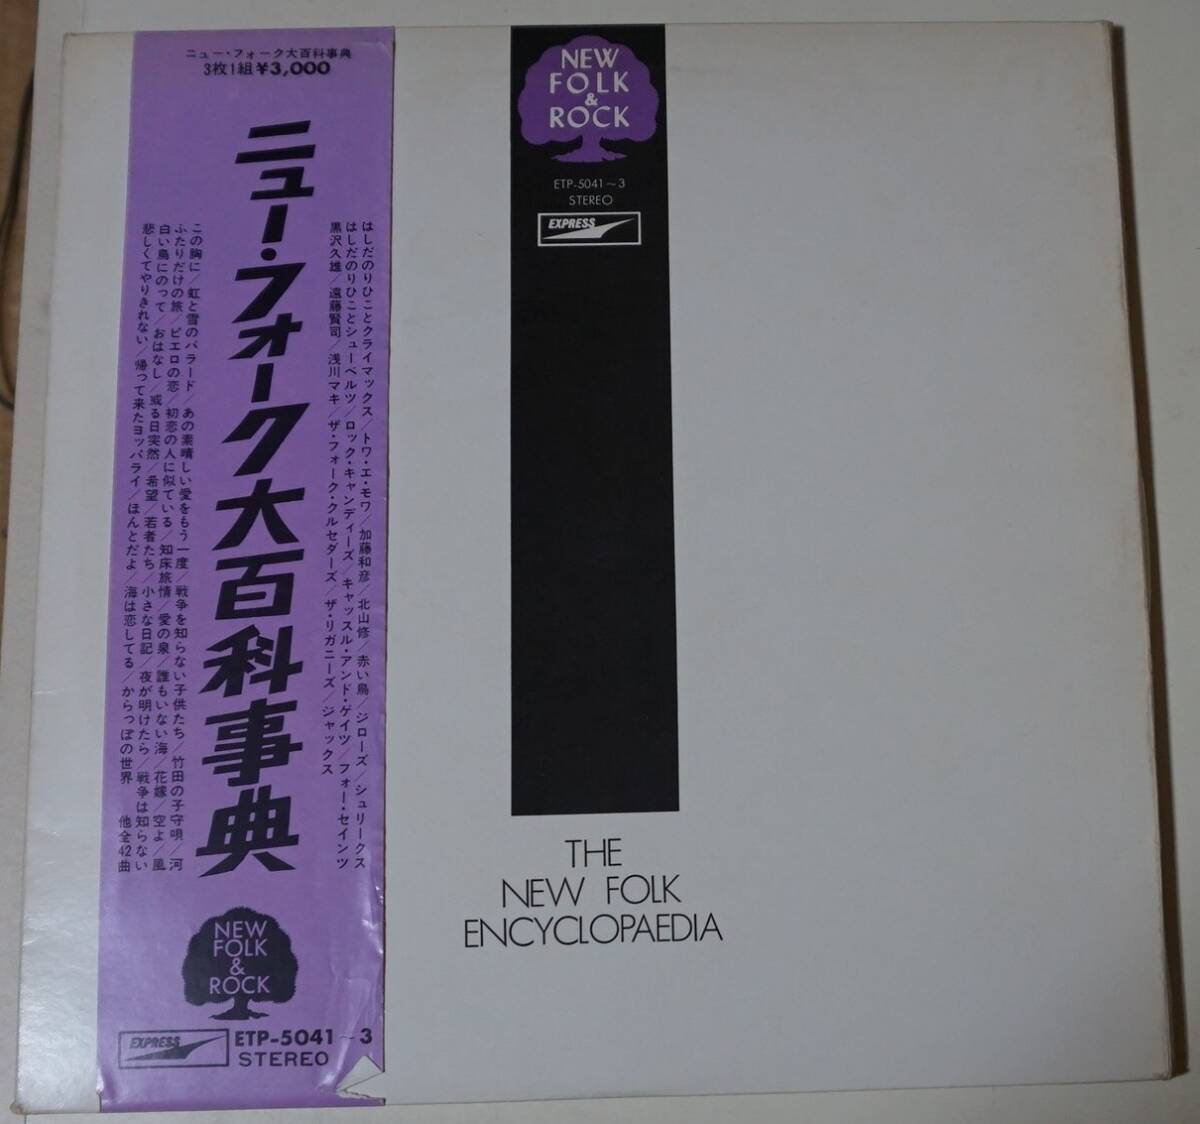 ニュー・フォーク大百科事典
3枚1組¥3,000
ニュー・フォーク大百科事典
はしだのりひことクライマックス/トワ・エ・モワ/加藤和彦/北山修/赤い鳥/ジローズ/シュリークス
はしだのりひことシューベルツ/ロック・キャンディーズ/キャッスル・アンド・ゲイツ/フォー・セインツ
黒沢久雄/遠藤賢司/浅川マキ/ザ・フォーク・クルセダーズ/ザ・リガニーズ/ジャックス
この胸に/虹と雪のバラード/あの素晴しい愛をもう一度/戦争を知らない子供たち/竹田の子守唄/河
ふたりだけの旅/ピエロの恋/初恋の人に似ている/知床旅情/愛の泉/誰もいない海/花嫁/空よ/風
白い鳥にのって/おはなし/或る日突然/希望/若者たち/小さな日記/夜が明けたら/戦争は知らない
悲しくてやりきれない/帰って来たヨッパライ/ほんとだよ/海は恋してる/からっぽの世界 他全42曲
NEW
FOLK
&
ROCK
EXPRESS
ETP-5041~3
STEREO
NEW
FOLK
&
ROCK
ETP-5041~3
STEREO
EXPRESS
THE
NEW FOLK
ENCYCLOPAEDIA